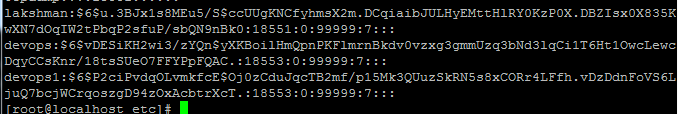 lakshman:$6$u.3BJx1s8MEu5/S$ccUUgKNCfyhmsX2m.DCqiaibJULHyEMttHlRY0KzP0X.DBZIsx0X835K
wXN7dOqIW2tPbqP2sfuP/sbQN9nBk0:18551:0:99999:7:::
devops:$6$vDESiKH2wi3/zYQn$yXKBoilHmQpnPKFlmrnBkdv0vzxg3gmmUzq3bNd3lqCi1T6Ht1OwcLewc
DqyCCsKnr/18tsSUeO7FFYPpFQAC.:18553:0:99999:7:::
devops1:$6$P2ciPvdqOLvmkfcE$Oj0zCduJqcTB2mf/p15Mk3QUuzSkRN5s8xCORr4LFfh.vDzDdnFoVS6L
juQ7bcjWCrqoszgD94zOxAcbtrXcT.:18553:0:99999:7:::
[root@localhost etc]#